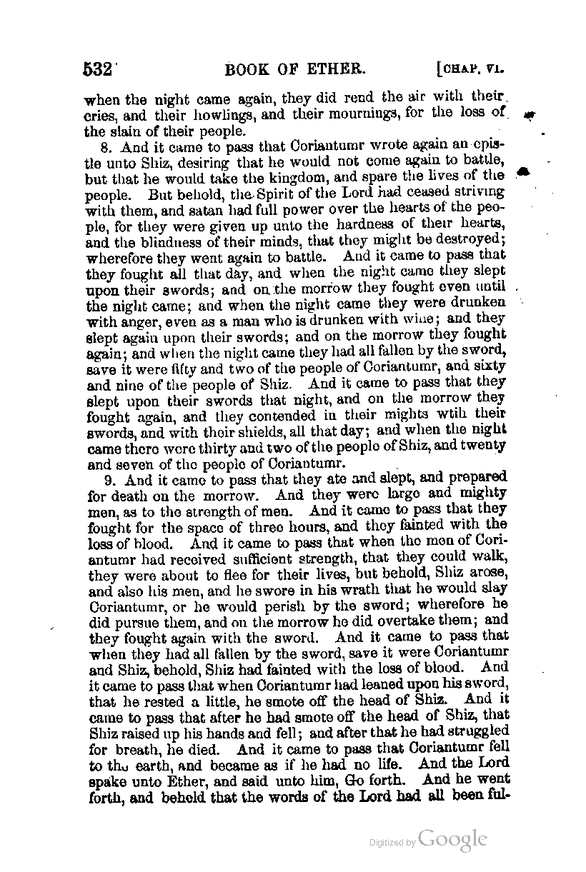 532 BOOK OF ETHER. [CHAP. VI.
when the night came again, they did rend the air with their
cries, and their howlings, and their mournings, for the loss of
the slain of their people.
8. And it came to pass that Coriantumr wrote again an epis-
tle unto Shiz, desiring that he would not come again to battle,
but that he would take the kingdom, and spare the lives of the
people. But behold, the Spirit of the Lord had ceased striving
with them, and satan had full power over the hearts of the peo-
ple, for they were given up unto the hardness of their hearts,
and the blindness of their minds, that they might be destroyed;
wherefore they went again to battle. And it came to pass that
they fought all that day, and when the night came they slept
upon their swords; and on the morrow they fought even until
the night came; and when the night came they were drunken
with anger, even as a man who is drunken with wine; and they
slept again upon their swords; and on the morrow they fought
again; and when the night came they had all fallen by the sword,
save it were fifty and two of the people of Coriantumr, and sixty
and nine of the people of Shiz. And it came to pass that they
slept upon their swords that night, and on the morrow they
fought again, and they contended in their mights wtih their
swords, and with their shields, all that day; and when the night
came there were thirty and two of the people of Shiz, and twenty
and seven of the people of Coriantumr.
9. And it came to pass that they ate and slept, and prepared
for death on the morrow. And they were large and mighty
men, as to the strength of men. And it came to pass that they
fought for the space of three hours, and they fainted with the
loss of blood. And it came to pass that when the men of Cori-
antumr had received sufficient strength, that they could walk,
they were about to flee for their lives, but behold, Shiz arose,
and also his men, and he swore in his wrath that he would slay
Coriantumr, or he would perish by the sword; wherefore he
did pursue them, and on the morrow he did overtake them; and
they fought again with the sword. And it came to pass that
when they had all fallen by the sword, save it were Coriantumr
and Shiz, behold, Shiz had fainted with the loss of blood. And
it came to pass that when Coriantumr had leaned upon his sword,
that he rested a little, he smote off the head of Shiz. And it
came to pass that after he had smote off the head of Shiz, that
Shiz raised up his hands and fell; and after that he had struggled
for breath, he died. And it came to pass that Coriantumr fell
to the earth, and became as if he had no life. And the Lord
spake unto Ether, and said unto him, Go forth. And he went
forth, and beheld that the words of the Lord had all been ful-
Digitized by Google